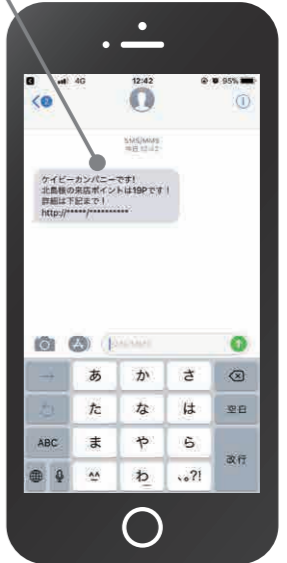 4G 12:42 95%
SMS/MMS
ケイビーカンパニーです!
北島様の来店ポイントは19Pです!
詳細は下記まで!
http://*****/**********
SMS/MMS
→ あ か さ
た な は 空白
ABC ま や ら 改行
^^ わ 、。?!